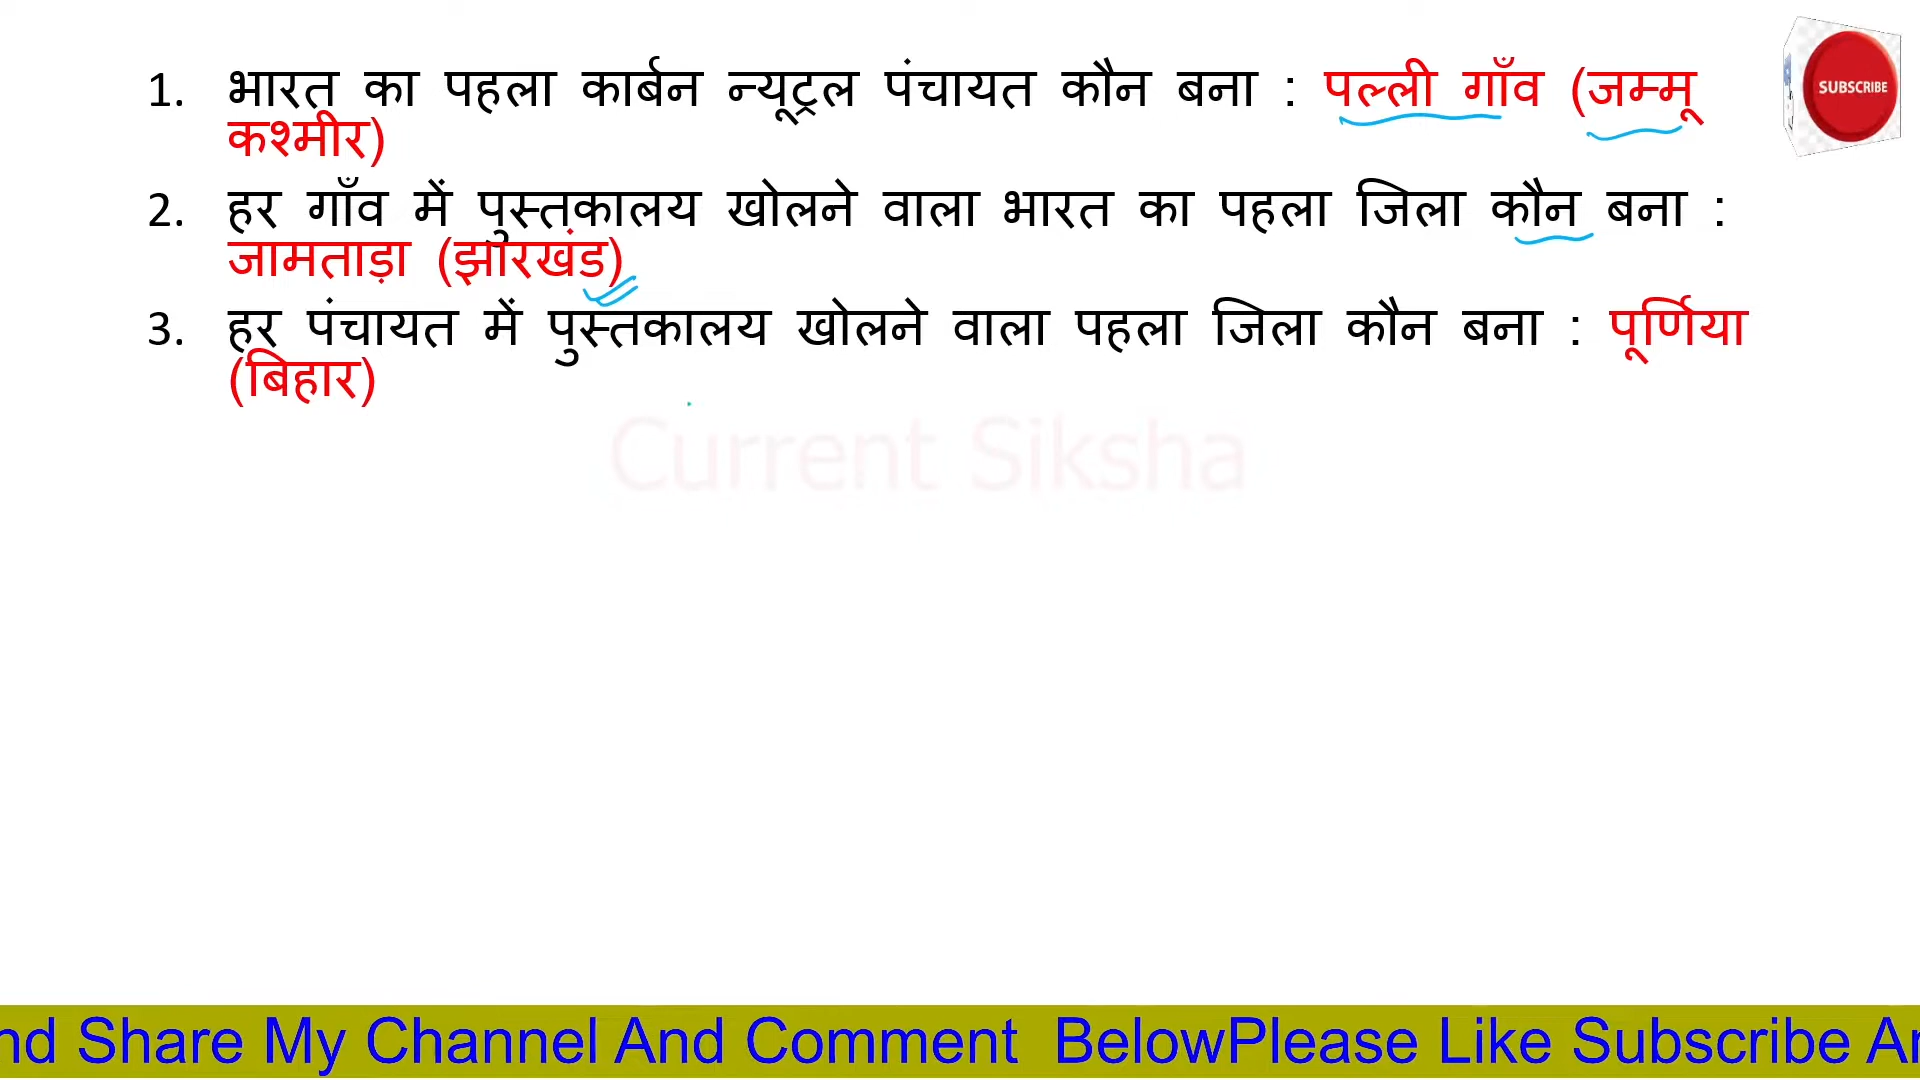 SUBSCRIBE
1. भारत का पहला कार्बन न्यूट्रल पंचायत कौन बना : पल्ली गाँव (जम्मू
कश्मीर)
2. हर गाँव में पुस्तकालय खोलने वाला भारत का पहला जिला कौन बना :
जामताड़ा (झारखंड)
3. हर पंचायत में पुस्तकालय खोलने वाला पहला जिला कौन बना : पूर्णिया
(बिहार)
Current Siksha
nd Share My Channel And Comment BelowPlease Like Subscribe An